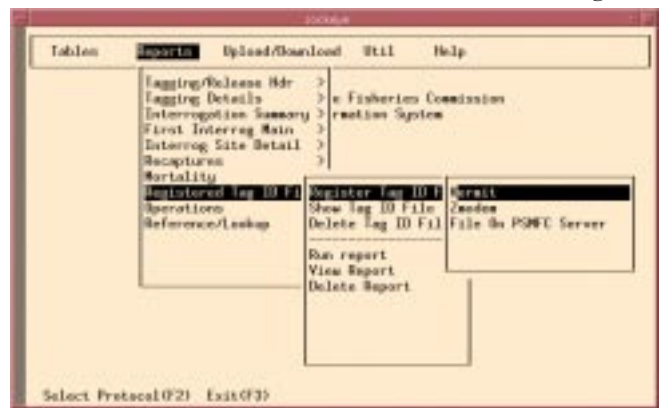 sockeye
Tables Reports Upload/Download Util Help
Tagging/Release Hdr >
Tagging Details > e Fisheries Commission
Interrogation Summary > rmation System
First Interrog Main >
Interrog Site Detail >
Recaptures >
Mortality
Registered Tag ID Fi Register Tag ID F Kermit
Operations Show Tag ID File Zmodem
Reference/Lookup Delete Tag ID Fil File On PSMFC Server
Run report
View Report
Delete Report
Select Protocol(F2) Exit(F3)